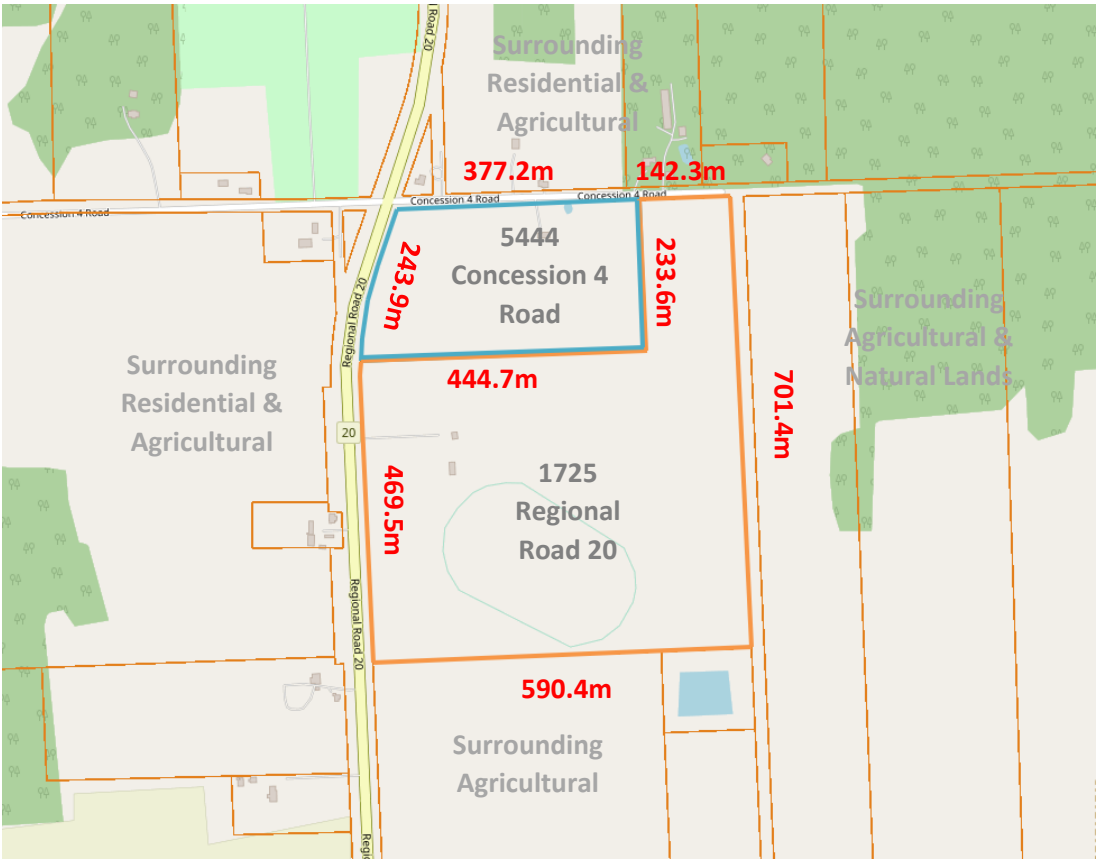 l Road 20
Surrounding
Residential &
Agricultural
377.2m
142.3m
Concession 4 Road
Concession 4 Road
Concession 4 Road
5444
Concession 4
Road
243.9m
233.6m
Regional Road 20
Surrounding
Agricultural &
Natural Lands
Surrounding
Residential &
Agricultural
444.7m
701.4m
20
469.5m
1725
Regional
Road 20
Regional Road 20
590.4m
Surrounding
Agricultural
Regi